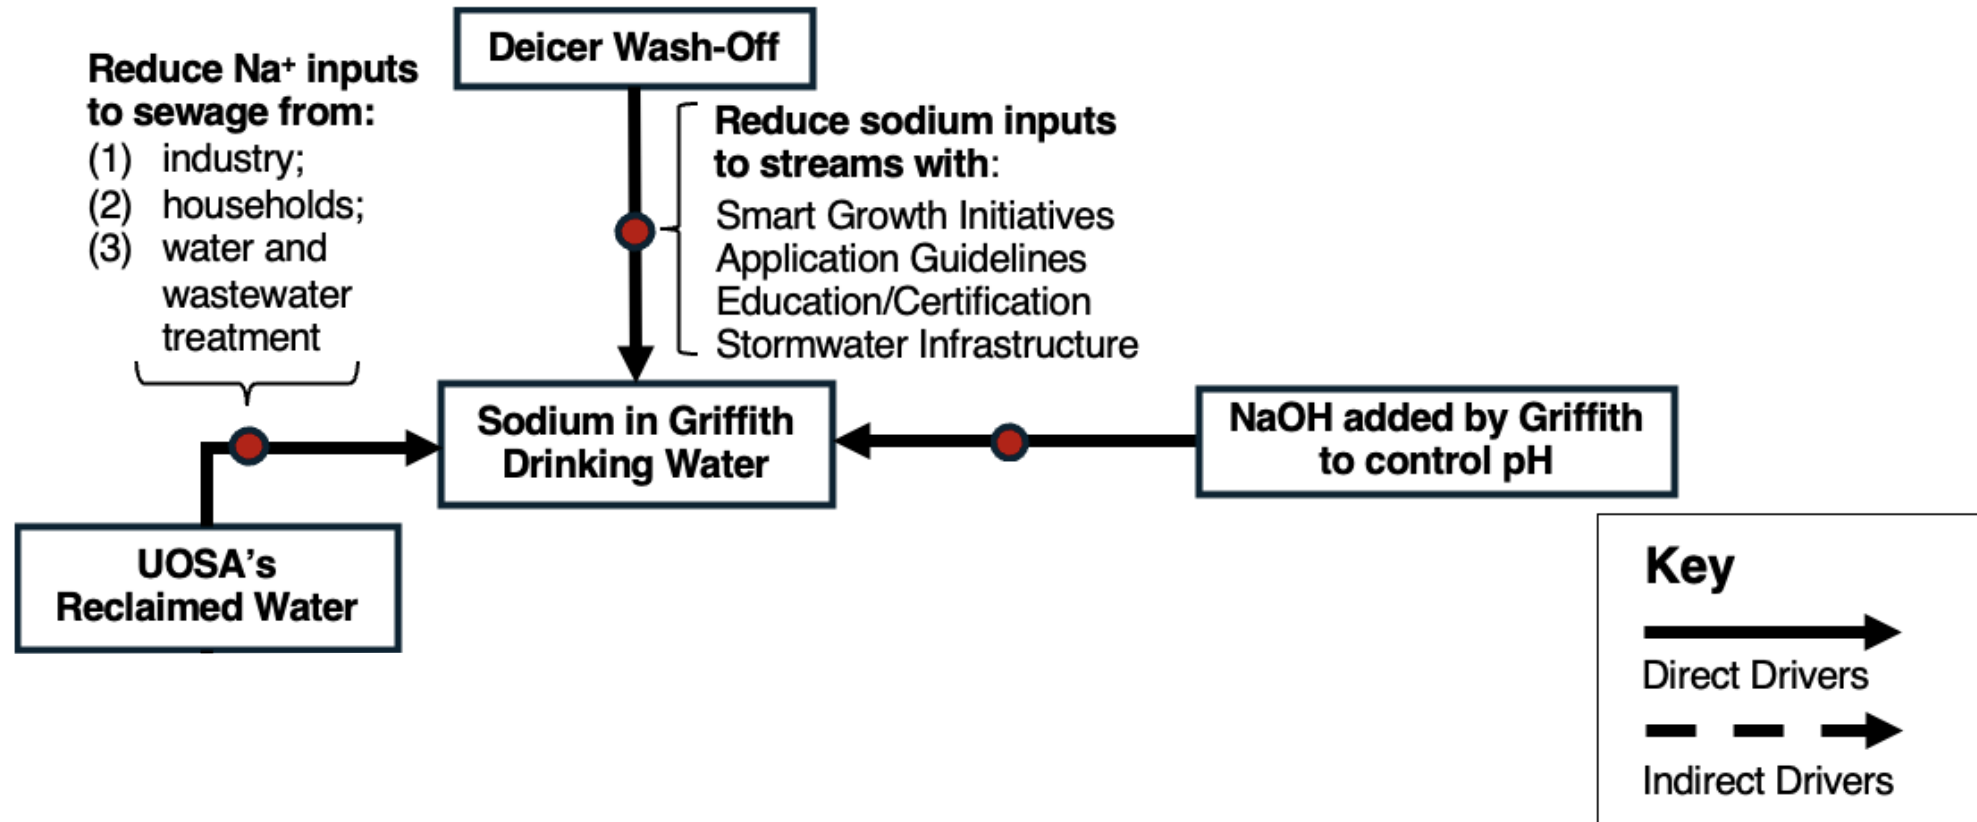 Deicer Wash-Off
Reduce Na⁺ inputs
to sewage from:
(1) industry;
(2) households;
(3) water and
wastewater
treatment
Reduce sodium inputs
to streams with:
Smart Growth Initiatives
Application Guidelines
Education/Certification
Stormwater Infrastructure
Sodium in Griffith
Drinking Water
NaOH added by Griffith
to control pH
UOSA’s
Reclaimed Water
Key
Direct Drivers
Indirect Drivers